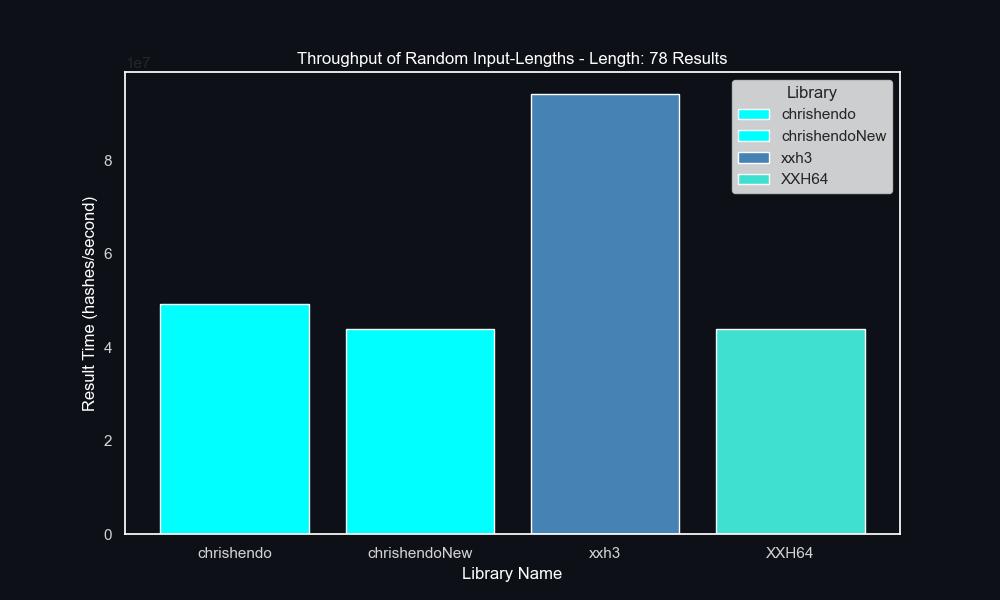 Throughput of Random Input-Lengths - Length: 78 Results
1e7
Library
chrishendo
chrishendoNew
xxh3
XXH64
8
6
4
2
0
Result Time (hashes/second)
chrishendo
chrishendoNew
xxh3
XXH64
Library Name